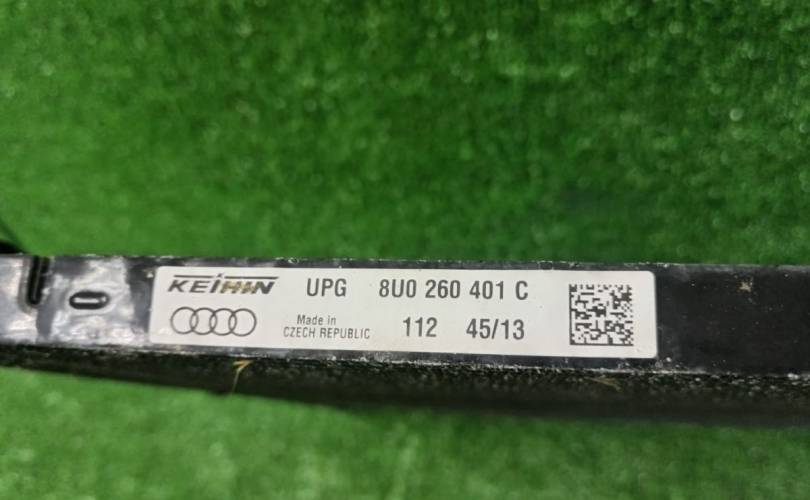 KEIHIN UPG 8U0 260 401 C
Made in
CZECH REPUBLIC 112 45/13